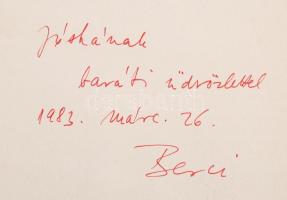 Jóskának
baráti üdvözlettel
1983. márc. 26.
Berci